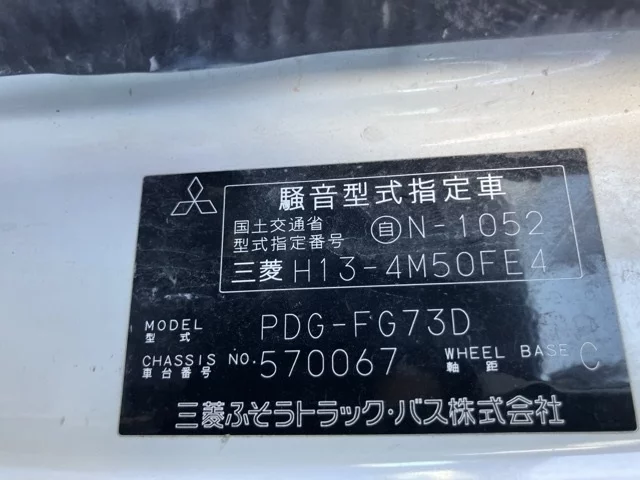 騒音型式指定車
国土交通省
型式指定番号 自N-1052
三菱 H13-4M50FE4
MODEL
型式 PDG-FG73D
CHASSIS NO. 570067 WHEEL BASE C
車台番号 軸距
三菱ふそうトラック・バス株式会社